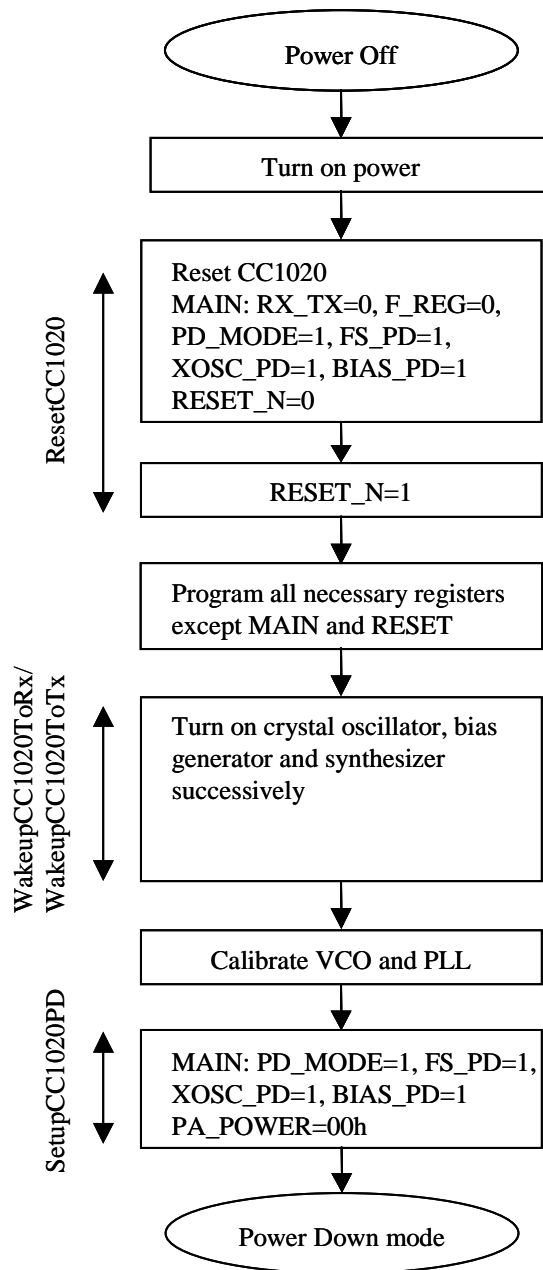 Power Off
Turn on power
ResetCC1020
Reset CC1020
MAIN: RX_TX=0, F_REG=0,
PD_MODE=1, FS_PD=1,
XOSC_PD=1, BIAS_PD=1
RESET_N=0
RESET_N=1
Program all necessary registers
except MAIN and RESET
WakeupCC1020ToRx/
WakeupCC1020ToTx
Turn on crystal oscillator, bias
generator and synthesizer
successively
Calibrate VCO and PLL
SetupCC1020PD
MAIN: PD_MODE=1, FS_PD=1,
XOSC_PD=1, BIAS_PD=1
PA_POWER=00h
Power Down mode